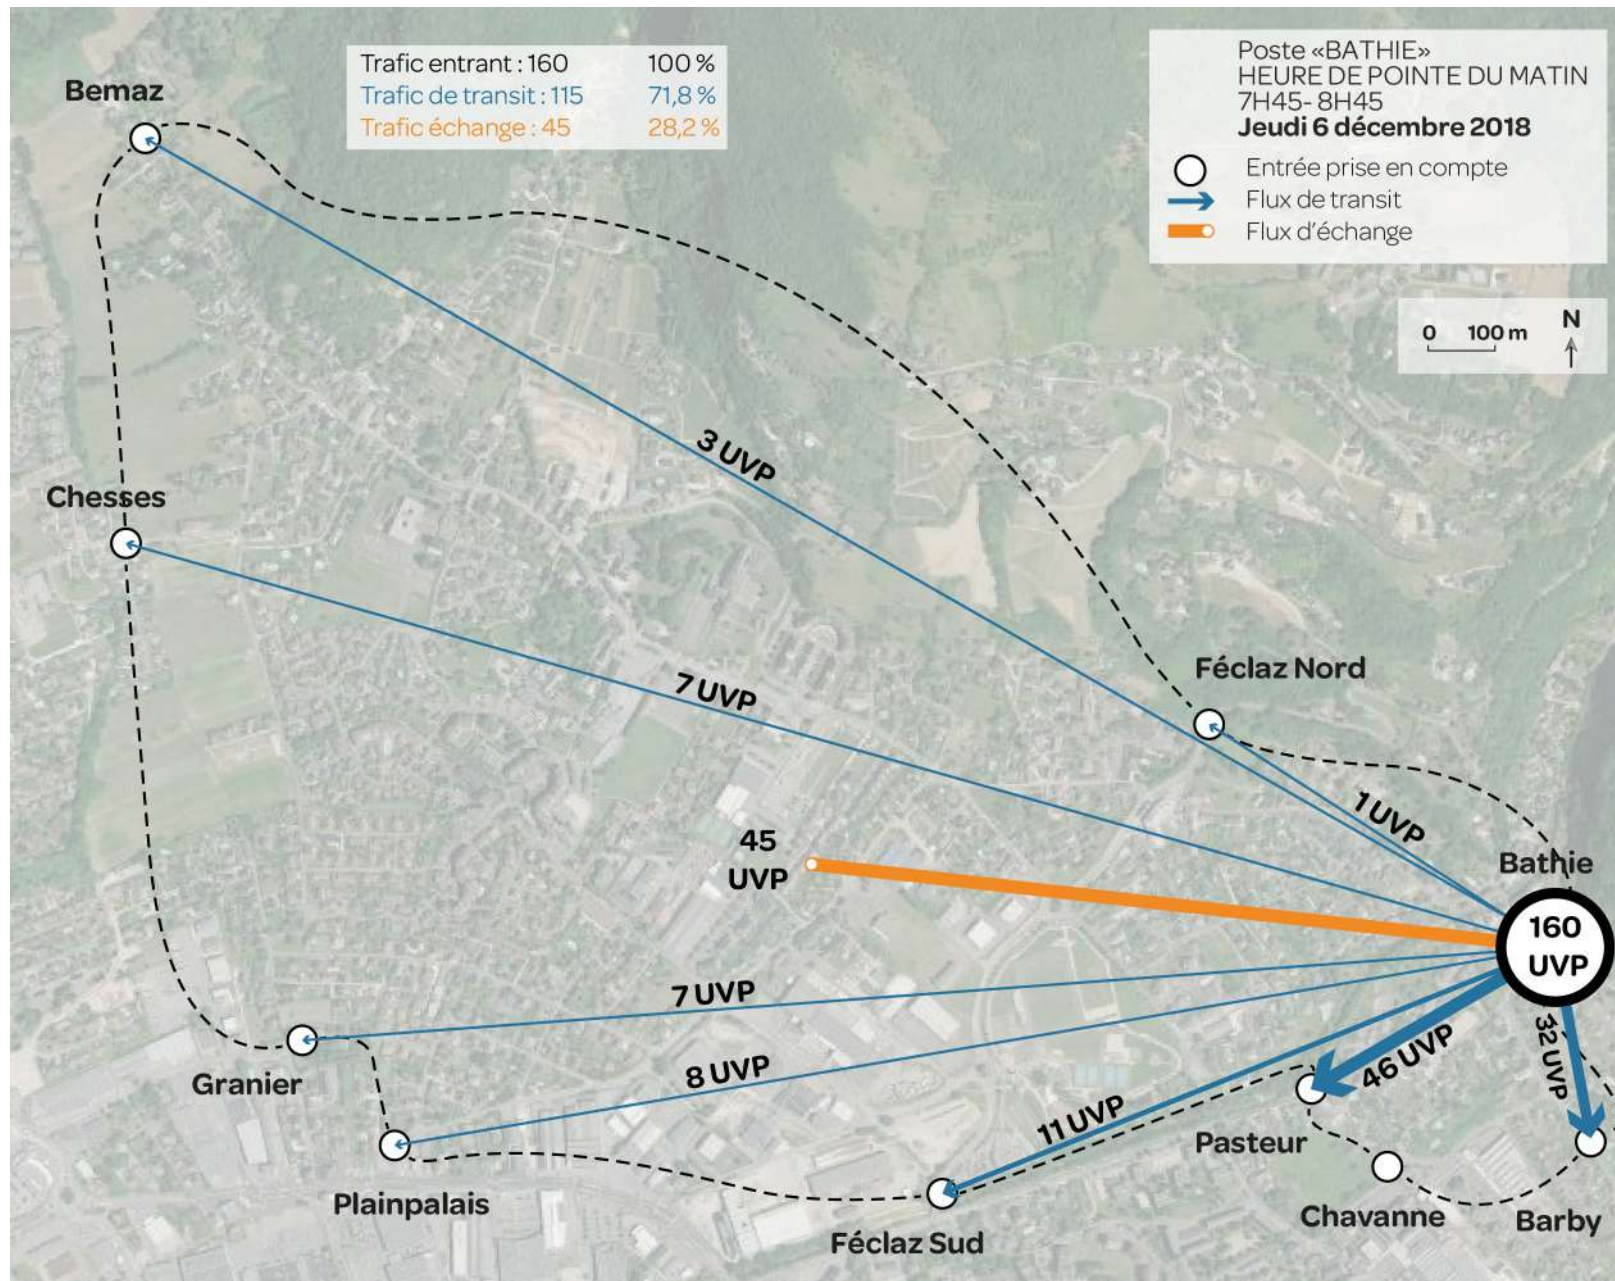 Bemaz
Trafic entrant : 160 100 %
Trafic de transit : 115 71,8 %
Trafic échange : 45 28,2 %
Poste «BATHIE»
HEURE DE POINTE DU MATIN
7H45- 8H45
Jeudi 6 décembre 2018
Entrée prise en compte
Flux de transit
Flux d'échange
0 100 m N
3 UVP
Chesses
Féclaz Nord
7 UVP
1 UVP
45
UVP
Bathie
160
UVP
7 UVP
32 UVP
46 UVP
8 UVP
Granier
11 UVP
Pasteur
Plainpalais
Chavanne
Barby
Féclaz Sud